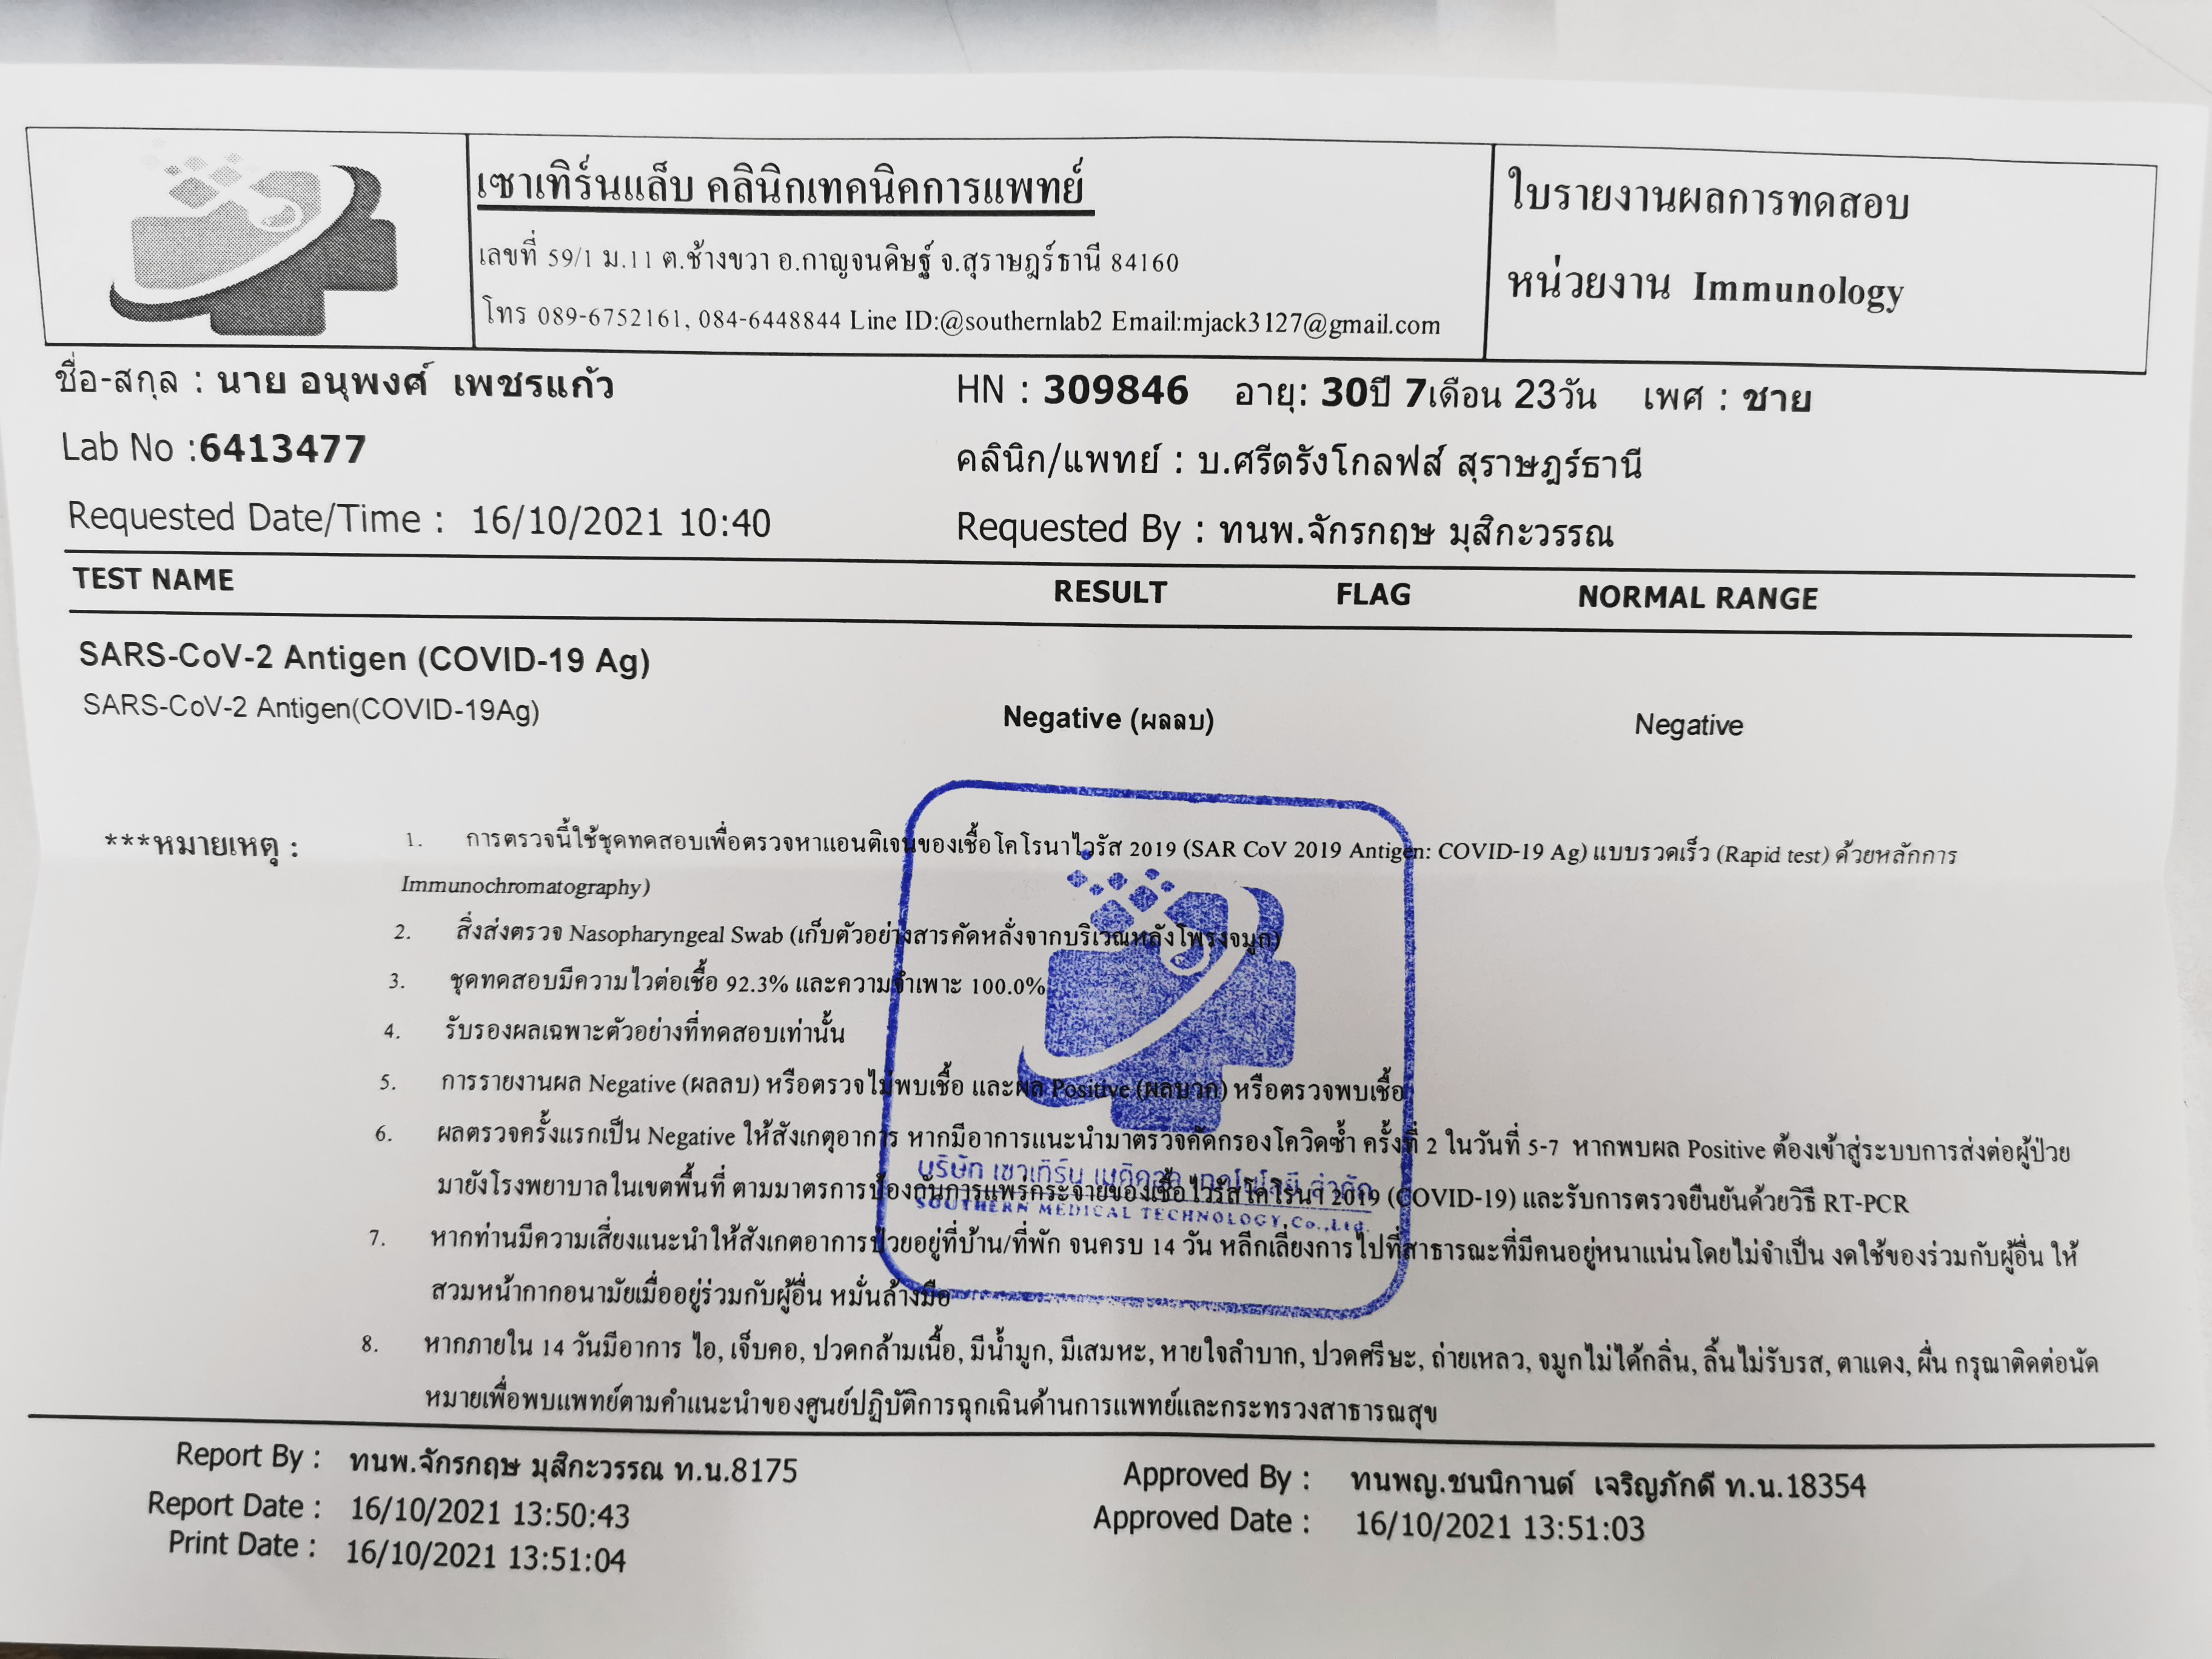 เซาเทิร์นแล็บ คลินิกเทคนิคการแพทย์
เลขที่ 59/1 ม.11 ต.ช้างขวา อ.กาญจนดิษฐ์ จ.สุราษฎร์ธานี 84160
โทร 089-6752161, 084-6448844 Line ID:@southernlab2 Email:mjack3127@gmail.com
ใบรายงานผลการทดสอบ
หน่วยงาน Immunology
ชื่อ-สกุล : นาย อนุพงศ์ เพชรแก้ว
HN : 309846 อายุ: 30ปี 7เดือน 23วัน เพศ : ชาย
Lab No :6413477
คลินิก/แพทย์ : บ.ศรีตรังโกลฟส์ สุราษฎร์ธานี
Requested Date/Time : 16/10/2021 10:40
Requested By : ทนพ.จักรกฤษ มุสิกะวรรณ
TEST NAME RESULT FLAG NORMAL RANGE
SARS-CoV-2 Antigen (COVID-19 Ag)
SARS-CoV-2 Antigen(COVID-19Ag) Negative (ผลลบ) Negative
***หมายเหตุ :
1. การตรวจนี้ใช้ชุดทดสอบเพื่อตรวจหาแอนติเจนของเชื้อโคโรนาไวรัส 2019 (SAR CoV 2019 Antigen: COVID-19 Ag) แบบรวดเร็ว (Rapid test) ด้วยหลักการ
Immunochromatography)
2. สิ่งส่งตรวจ Nasopharyngeal Swab (เก็บตัวอย่างสารคัดหลั่งจากบริเวณหลังโพรงจมูก)
3. ชุดทดสอบมีความไวต่อเชื้อ 92.3% และความจำเพาะ 100.0%
4. รับรองผลเฉพาะตัวอย่างที่ทดสอบเท่านั้น
5. การรายงานผล Negative (ผลลบ) หรือตรวจไม่พบเชื้อ และผล Positive (ผลบวก) หรือตรวจพบเชื้อ
6. ผลตรวจครั้งแรกเป็น Negative ให้สังเกตุอาการ หากมีอาการแนะนำมาตรวจคัดกรองโควิดซ้ำ ครั้งที่ 2 ในวันที่ 5-7 หากพบผล Positive ต้องเข้าสู่ระบบการส่งต่อผู้ป่วย
มายังโรงพยาบาลในเขตพื้นที่ ตามมาตรการป้องกันการแพร่กระจายของเชื้อไวรัสโคโรนา 2019 (COVID-19) และรับการตรวจยืนยันด้วยวิธี RT-PCR
บริษัท เซาเทิร์น เมดิคอล เทคโนโลยี จำกัด
SOUTHERN MEDICAL TECHNOLOGY,Co.,Ltd.
7. หากท่านมีความเสี่ยงแนะนำให้สังเกตอาการป่วยอยู่ที่บ้าน/ที่พัก จนครบ 14 วัน หลีกเลี่ยงการไปที่สาธารณะที่มีคนอยู่หนาแน่นโดยไม่จำเป็น งดใช้ของร่วมกับผู้อื่น ให้
สวมหน้ากากอนามัยเมื่ออยู่ร่วมกับผู้อื่น หมั่นล้างมือ
8. หากภายใน 14 วันมีอาการ ไอ, เจ็บคอ, ปวดกล้ามเนื้อ, มีน้ำมูก, มีเสมหะ, หายใจลำบาก, ปวดศรีษะ, ถ่ายเหลว, จมูกไม่ได้กลิ่น, ลิ้นไม่รับรส, ตาแดง, ผื่น กรุณาติดต่อนัด
หมายเพื่อพบแพทย์ตามคำแนะนำของศูนย์ปฏิบัติการฉุกเฉินด้านการแพทย์และกระทรวงสาธารณสุข
Report By : ทนพ.จักรกฤษ มุสิกะวรรณ ท.น.8175
Approved By : ทนพญ.ชนนิกานต์ เจริญภักดี ท.น.18354
Report Date : 16/10/2021 13:50:43
Approved Date : 16/10/2021 13:51:03
Print Date : 16/10/2021 13:51:04